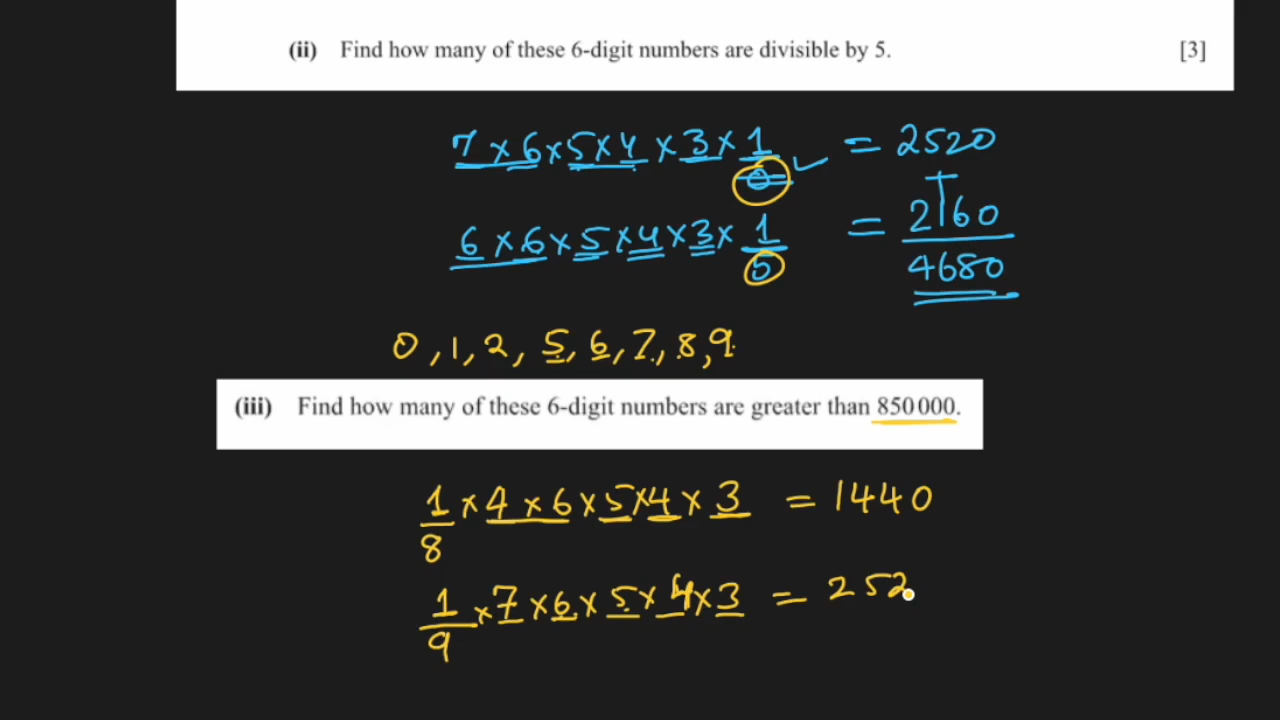 (ii) Find how many of these 6-digit numbers are divisible by 5. [3]
7 × 6 × 5 × 4 × 3 × 1 = 2520
0
T
6 × 6 × 5 × 4 × 3 × 1 = 2160
5
4680
0, 1, 2, 5, 6, 7, 8, 9
(iii) Find how many of these 6-digit numbers are greater than 850 000.
1 × 4 × 6 × 5 × 4 × 3 = 1440
8
1 × 7 × 6 × 5 × 4 × 3 = 252
9